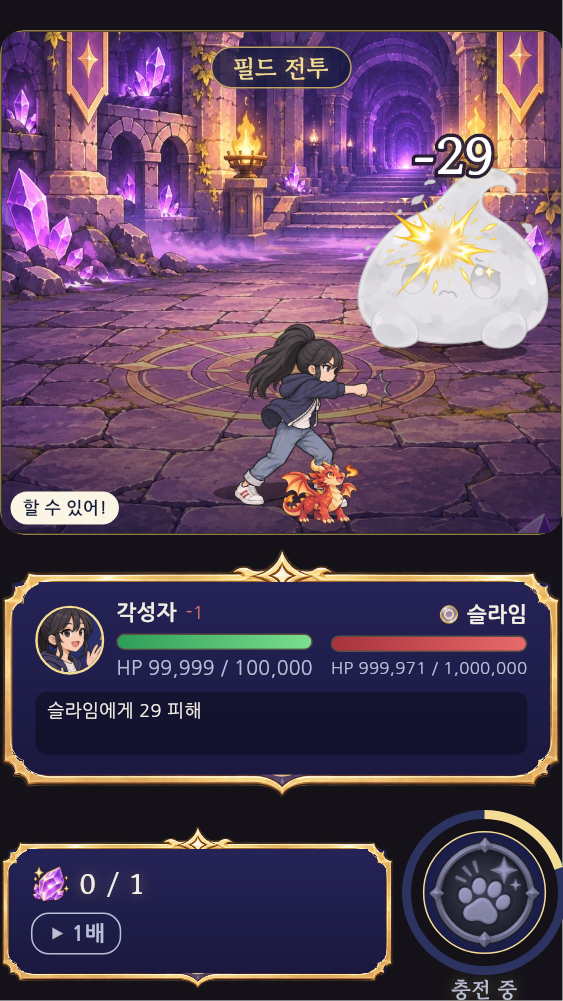 필드 전투
-29
할 수 있어!
각성자 -1
슬라임
HP 99,999 / 100,000
HP 999,971 / 1,000,000
슬라임에게 29 피해
0 / 1
▶ 1배
충전 중